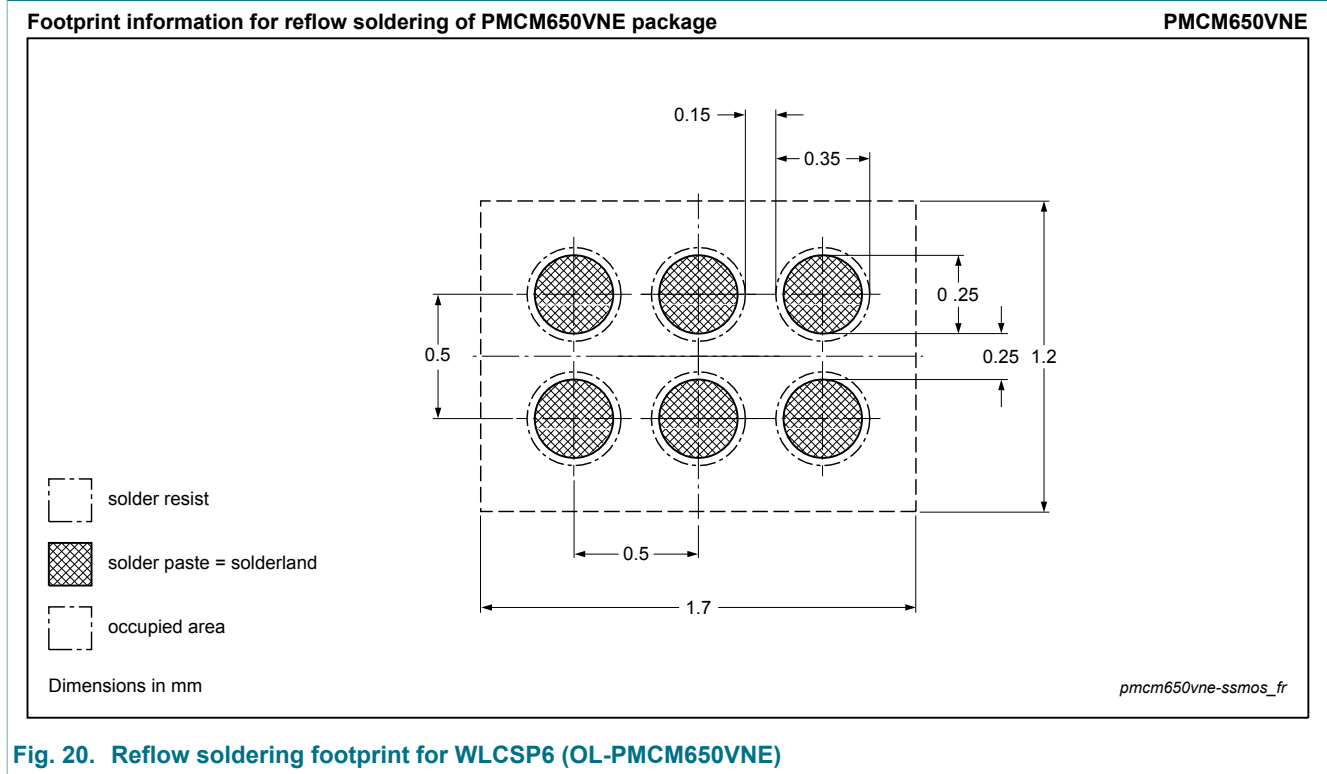 Footprint information for reflow soldering of PMCM650VNE package PMCM650VNE
0.15
0.35
0 .25
0.5
0.25 1.2
solder resist
0.5
solder paste = solderland
1.7
occupied area
Dimensions in mm
pmcm650vne-ssmos_fr
Fig. 20. Reflow soldering footprint for WLCSP6 (OL-PMCM650VNE)